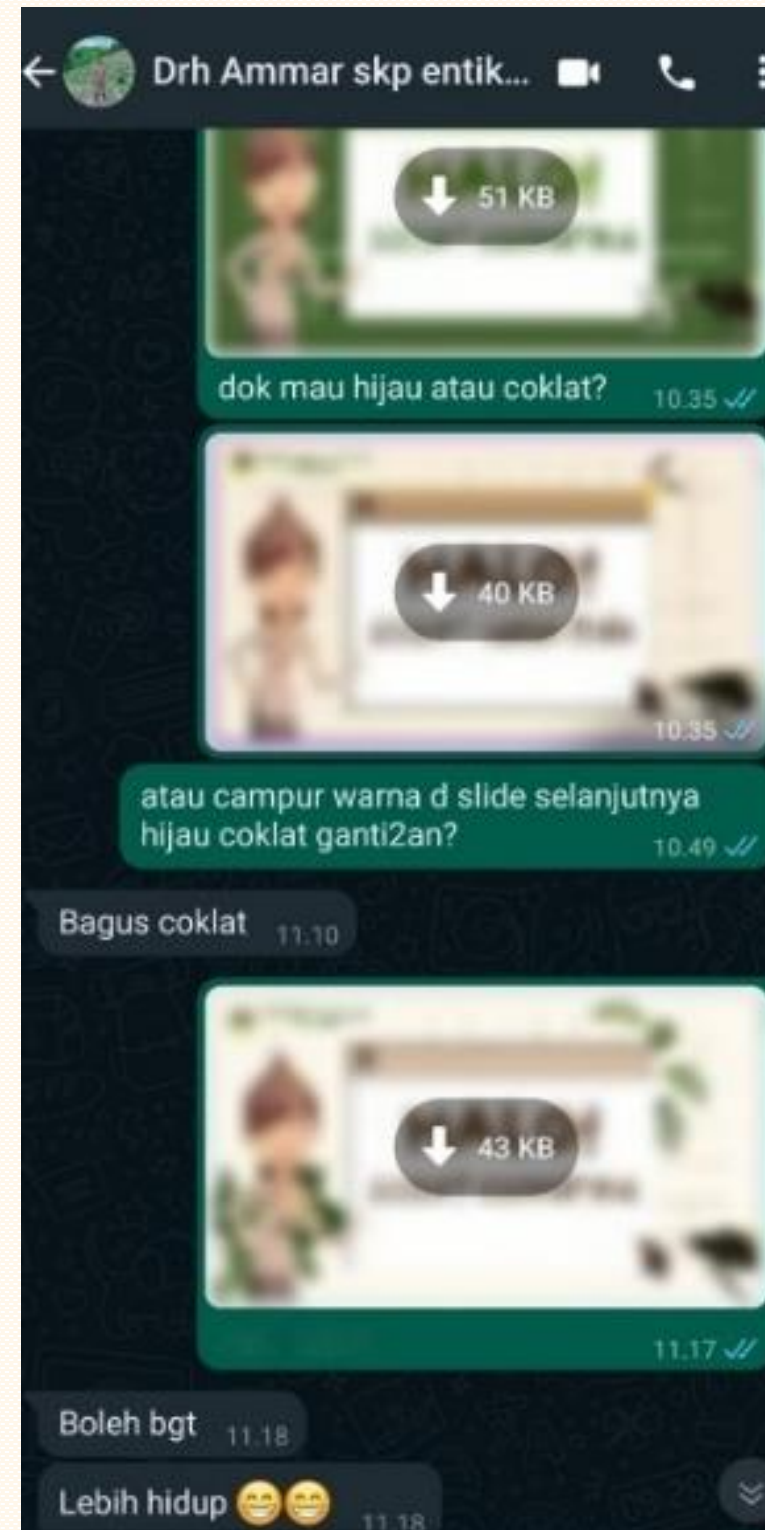 Drh Ammar skp entik...
51 KB
dok mau hijau atau coklat?
10.35
40 KB
10.35
atau campur warna d slide selanjutnya
hijau coklat ganti2an?
10.49
Bagus coklat
11.10
43 KB
11.17
Boleh bgt
11.18
Lebih hidup 😁😁
11.18